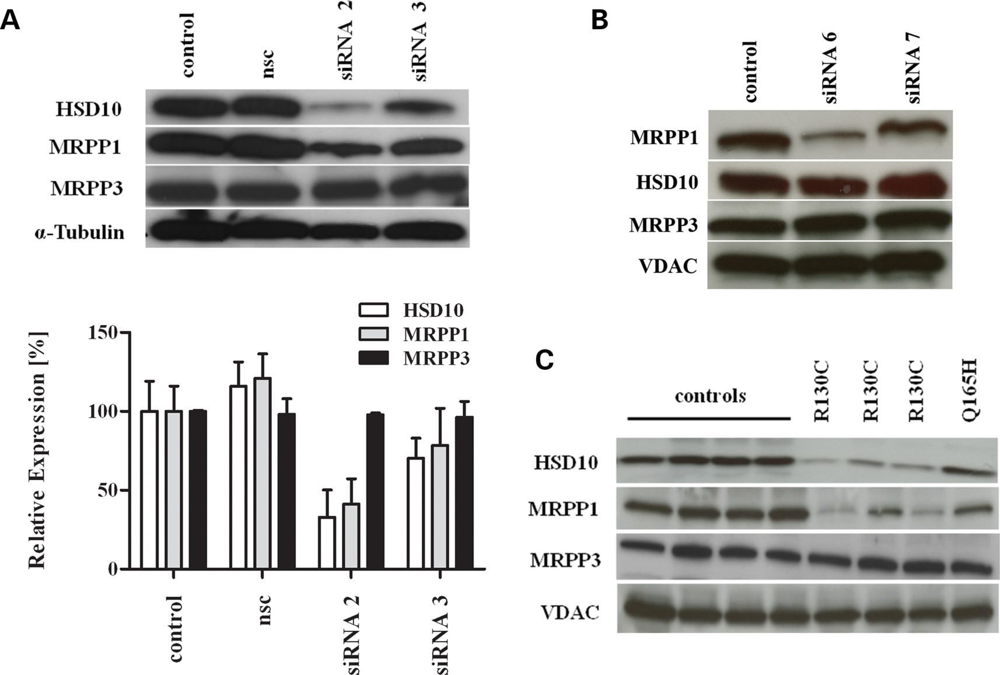 A
control
nsc
siRNA 2
siRNA 3
HSD10
MRPP1
MRPP3
α-Tubulin
HSD10
MRPP1
MRPP3
Relative Expression [%]
150
100
50
0
control
nsc
siRNA 2
siRNA 3
B
control
siRNA 6
siRNA 7
MRPP1
HSD10
MRPP3
VDAC
C
controls
R130C
R130C
R130C
Q165H
HSD10
MRPP1
MRPP3
VDAC